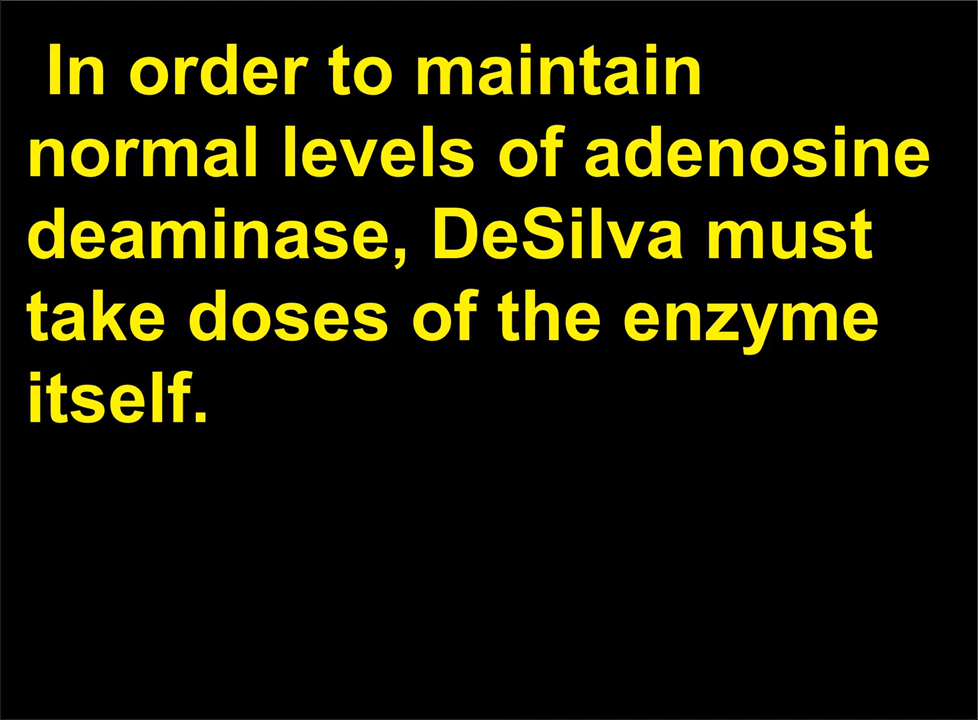 In order to maintain
normal levels of adenosine
deaminase, DeSilva must
take doses of the enzyme
itself.